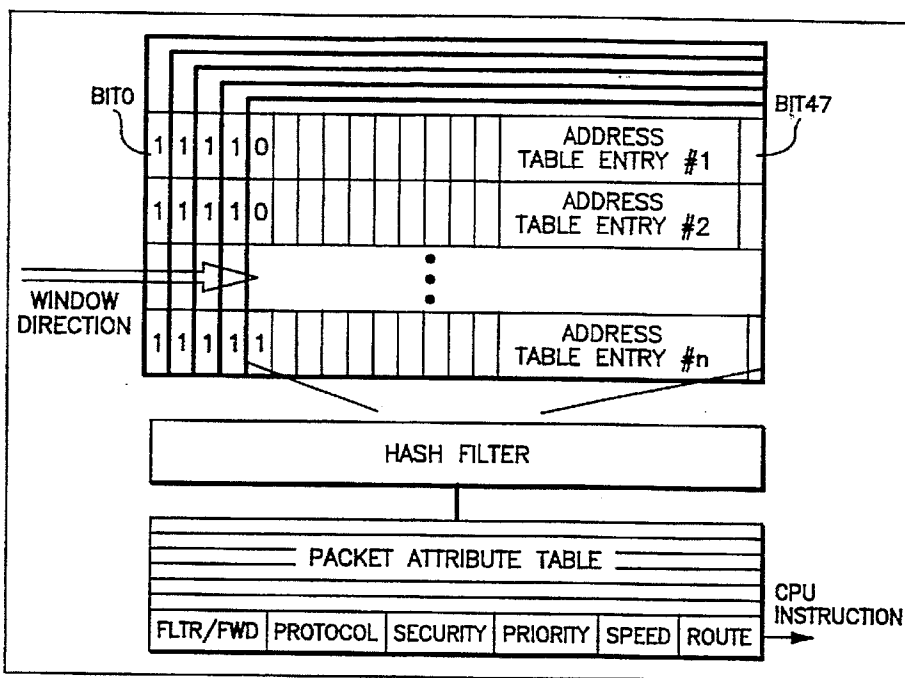 BIT0
BIT47
1 1 1 1 0
ADDRESS
TABLE ENTRY #1
1 1 1 1 0
ADDRESS
TABLE ENTRY #2
WINDOW
DIRECTION
1 1 1 1 1
ADDRESS
TABLE ENTRY #n
HASH FILTER
PACKET ATTRIBUTE TABLE
CPU
INSTRUCTION
FLTR/FWD PROTOCOL SECURITY PRIORITY SPEED ROUTE